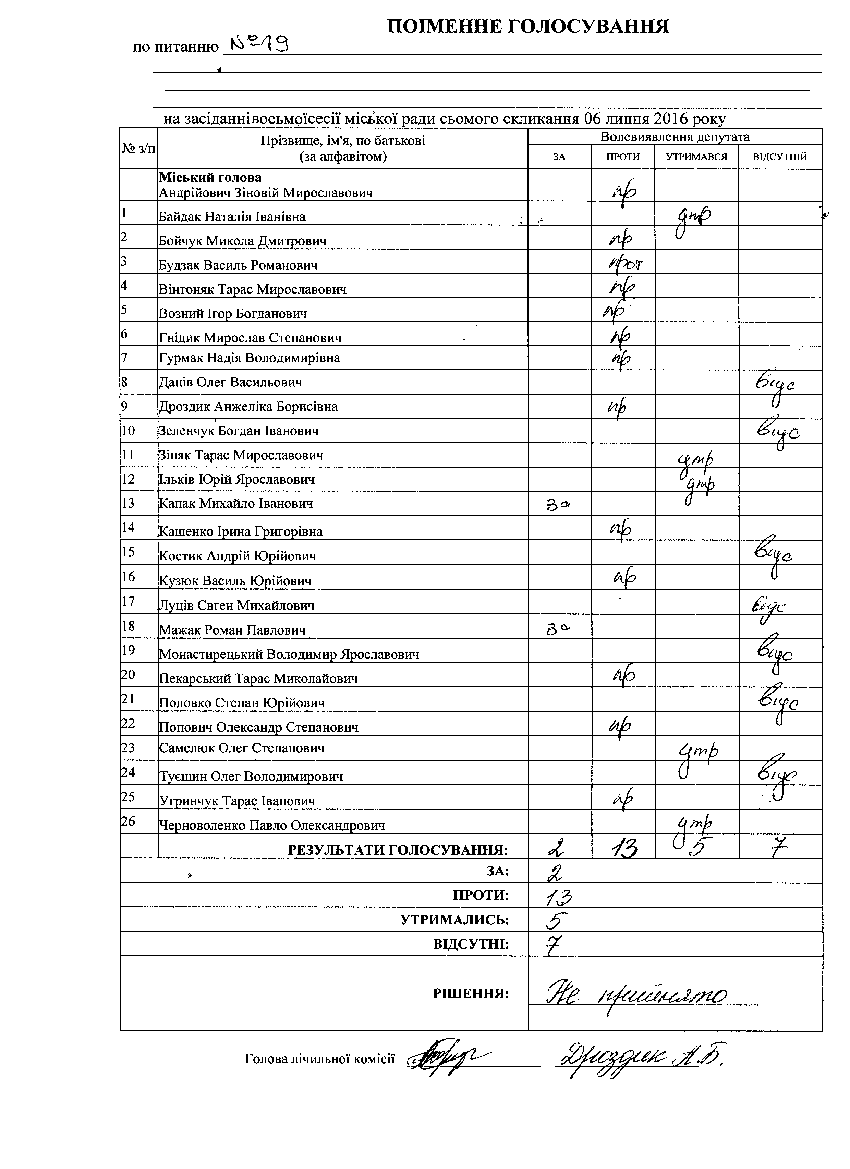 ПОІМЕННЕ ГОЛОСУВАННЯ
по питанню №19
на засіданнівосьмоїсесії міської ради сьомого скликання 06 липня 2016 року
№ з/п Прізвище, ім'я, по батькові (за алфавітом) Волевиявлення депутата
ЗА ПРОТИ УТРИМАВСЯ ВІДСУТНІЙ
Міський голова
Андрійович Зіновій Мирославович пр
1 Байдак Наталія Іванівна утр
2 Бойчук Микола Дмитрович пр
3 Будзак Василь Романович прот
4 Вінтоняк Тарас Мирославович пр
5 Возний Ігор Богданович пр
6 Гнідик Мирослав Степанович пр
7 Гурмак Надія Володимирівна пр
8 Данів Олег Васильович відс
9 Дроздик Анжеліка Борисівна пр
10 Зеленчук Богдан Іванович відс
11 Зіняк Тарас Мирославович утр
12 Ільків Юрій Ярославович утр
13 Капак Михайло Іванович за
14 Кашенко Ірина Григорівна пр
15 Костик Андрій Юрійович відс
16 Кузюк Василь Юрійович пр
17 Луців Євген Михайлович відс
18 Мажак Роман Павлович за
19 Монастирецький Володимир Ярославович відс
20 Пекарський Тарас Миколайович пр
21 Половко Степан Юрійович відс
22 Попович Олександр Степанович пр
23 Самелюк Олег Степанович утр
24 Туєшин Олег Володимирович відс
25 Угринчук Тарас Іванович пр
26 Черноволенко Павло Олександрович утр
РЕЗУЛЬТАТИ ГОЛОСУВАННЯ: 2 13 5 7
ЗА: 2
ПРОТИ: 13
УТРИМАЛИСЬ: 5
ВІДСУТНІ: 7
РІШЕННЯ: Не прийнято
Голова лічильної комісії Дроздик А.Б.